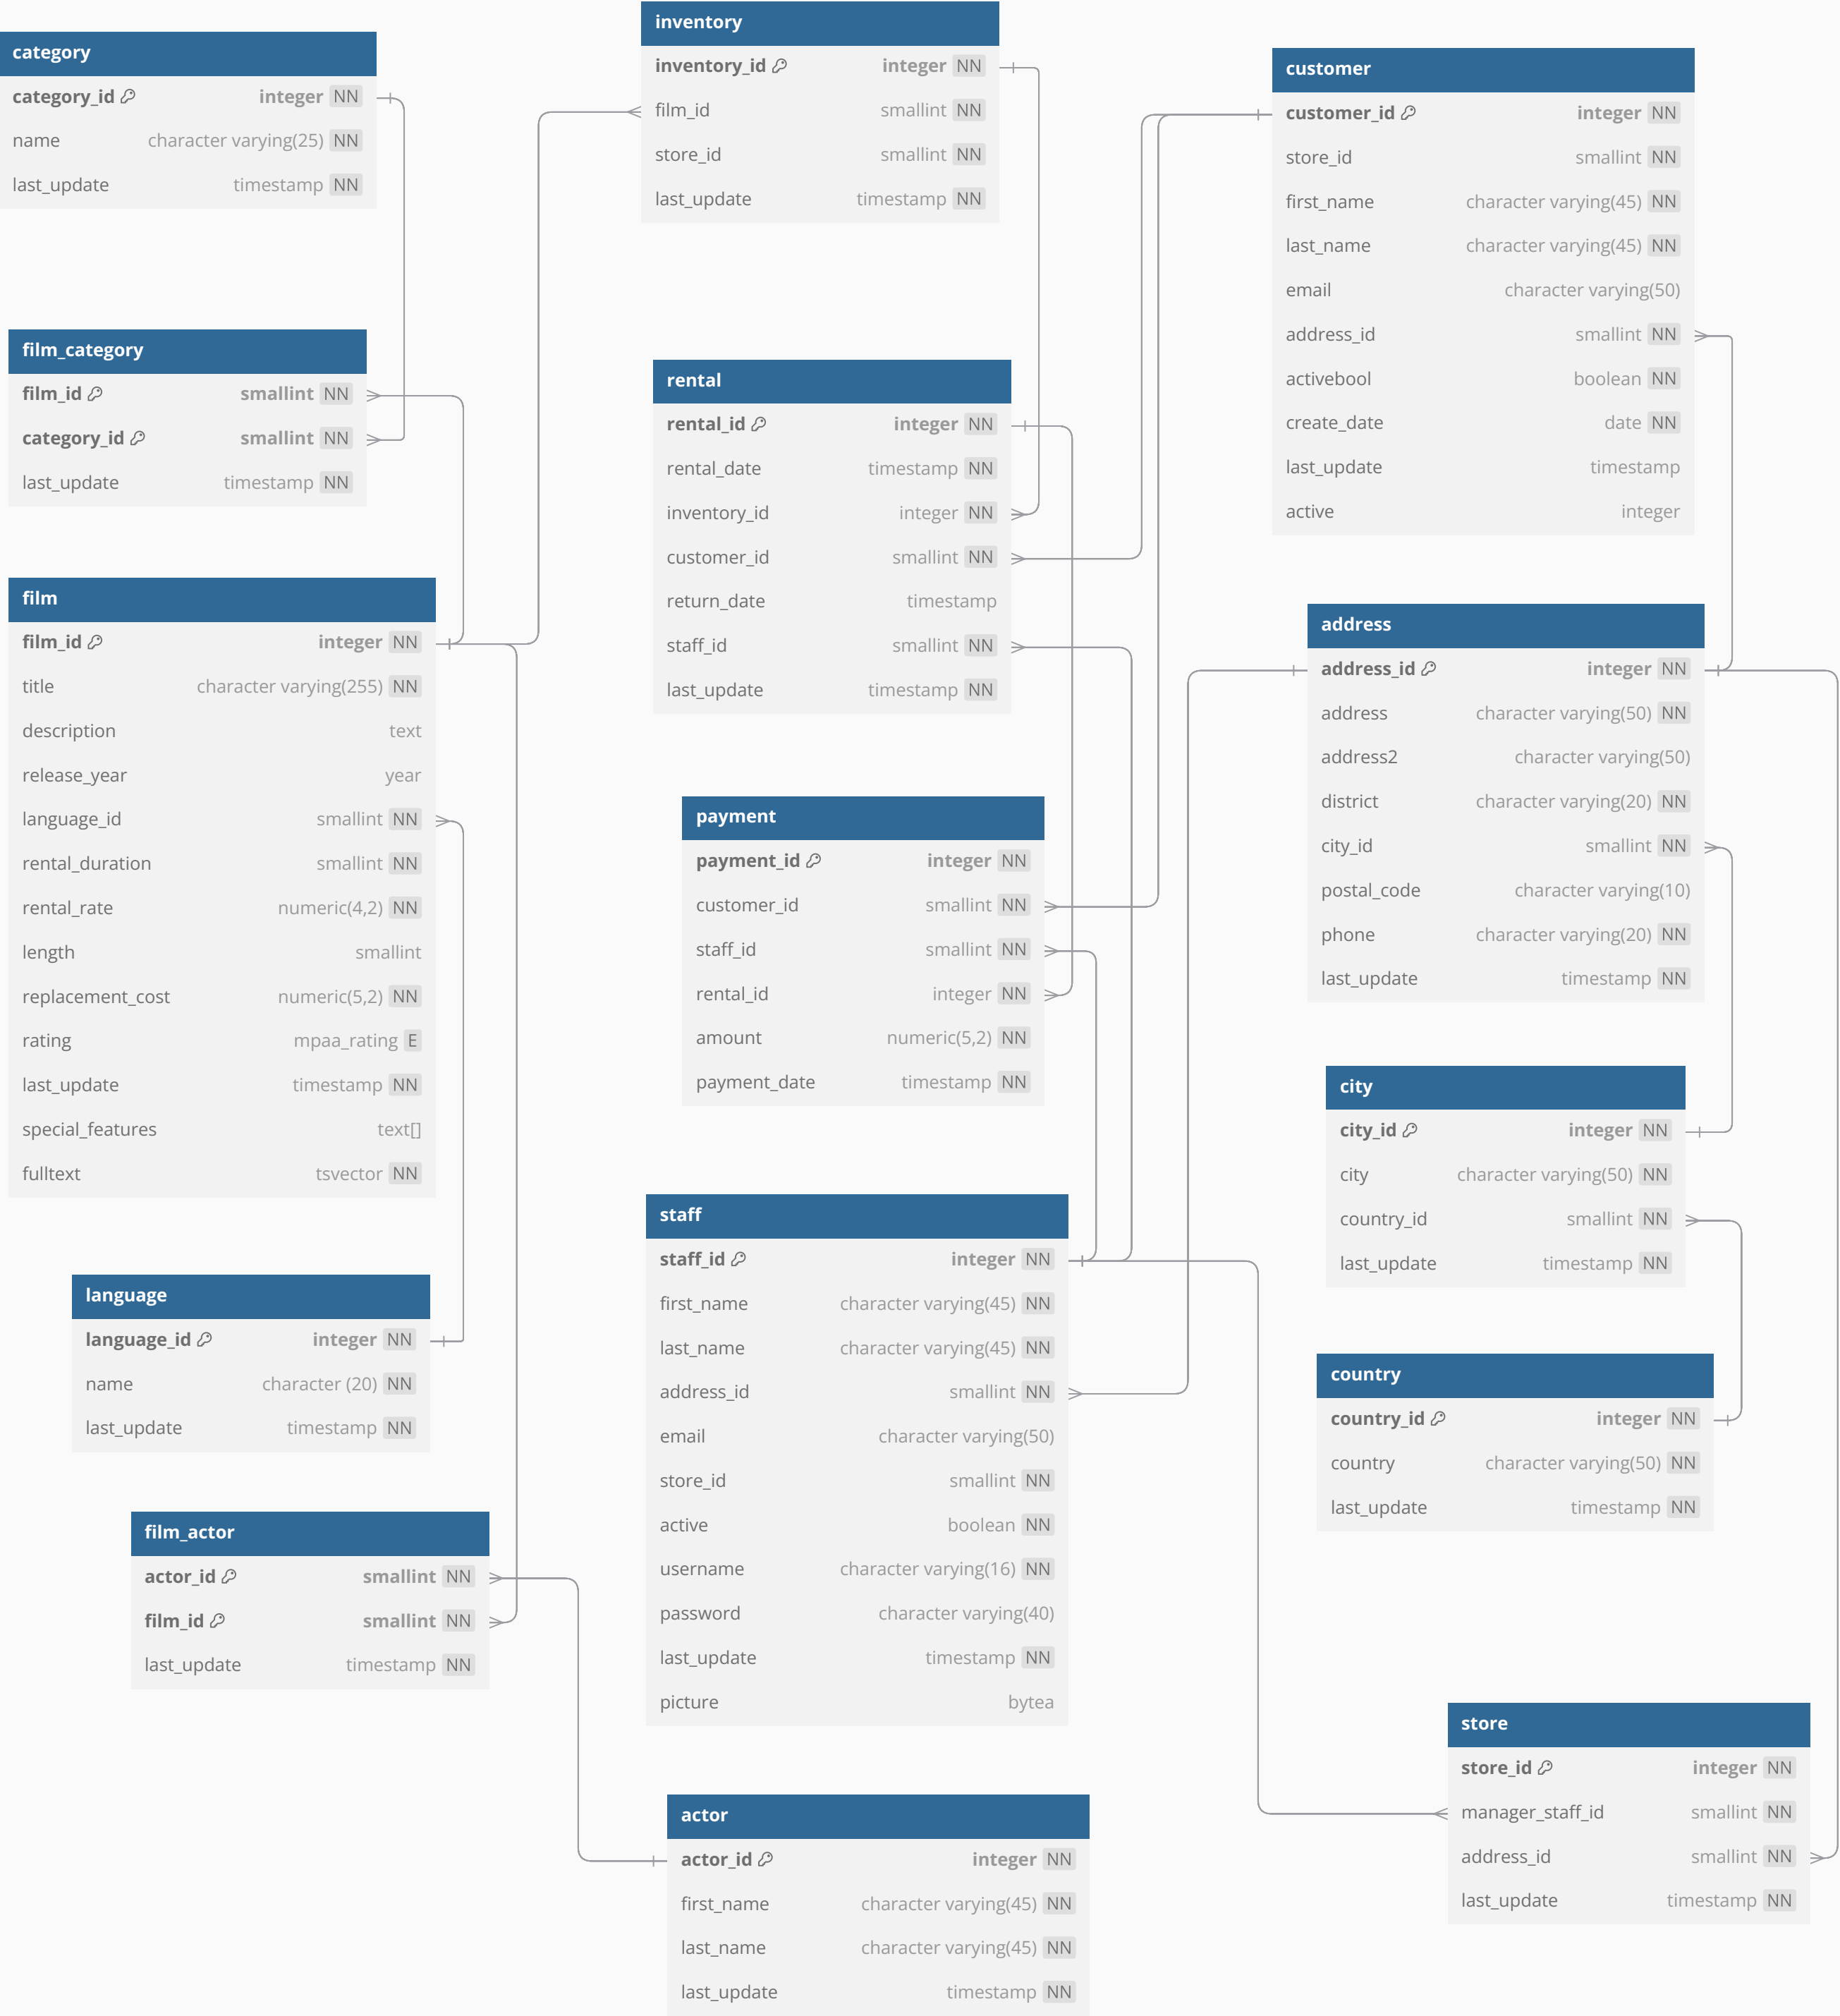 category
category_id integer NN
name character varying(25) NN
last_update timestamp NN
film_category
film_id smallint NN
category_id smallint NN
last_update timestamp NN
film
film_id integer NN
title character varying(255) NN
description text
release_year year
language_id smallint NN
rental_duration smallint NN
rental_rate numeric(4,2) NN
length smallint
replacement_cost numeric(5,2) NN
rating mpaa_rating E
last_update timestamp NN
special_features text[]
fulltext tsvector NN
language
language_id integer NN
name character (20) NN
last_update timestamp NN
film_actor
actor_id smallint NN
film_id smallint NN
last_update timestamp NN
inventory
inventory_id integer NN
film_id smallint NN
store_id smallint NN
last_update timestamp NN
rental
rental_id integer NN
rental_date timestamp NN
inventory_id integer NN
customer_id smallint NN
return_date timestamp
staff_id smallint NN
last_update timestamp NN
payment
payment_id integer NN
customer_id smallint NN
staff_id smallint NN
rental_id integer NN
amount numeric(5,2) NN
payment_date timestamp NN
staff
staff_id integer NN
first_name character varying(45) NN
last_name character varying(45) NN
address_id smallint NN
email character varying(50)
store_id smallint NN
active boolean NN
username character varying(16) NN
password character varying(40)
last_update timestamp NN
picture bytea
actor
actor_id integer NN
first_name character varying(45) NN
last_name character varying(45) NN
last_update timestamp NN
customer
customer_id integer NN
store_id smallint NN
first_name character varying(45) NN
last_name character varying(45) NN
email character varying(50)
address_id smallint NN
activebool boolean NN
create_date date NN
last_update timestamp
active integer
address
address_id integer NN
address character varying(50) NN
address2 character varying(50)
district character varying(20) NN
city_id smallint NN
postal_code character varying(10)
phone character varying(20) NN
last_update timestamp NN
city
city_id integer NN
city character varying(50) NN
country_id smallint NN
last_update timestamp NN
country
country_id integer NN
country character varying(50) NN
last_update timestamp NN
store
store_id integer NN
manager_staff_id smallint NN
address_id smallint NN
last_update timestamp NN